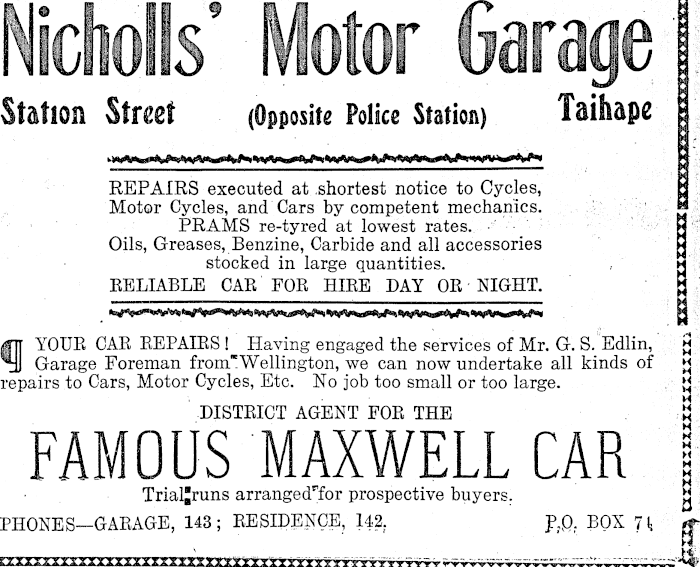 Nicholls' Motor Garage
Station Street (Opposite Police Station) Taihape
REPAIRS executed at shortest notice to Cycles,
Motor Cycles, and Cars by competent mechanics.
PRAMS re-tyred at lowest rates.
Oils, Greases, Benzine, Carbide and all accessories
stocked in large quantities.
RELIABLE CAR FOR HIRE DAY OR NIGHT.
¶ YOUR CAR REPAIRS! Having engaged the services of Mr. G. S. Edlin,
Garage Foreman from Wellington, we can now undertake all kinds of
repairs to Cars, Motor Cycles, Etc. No job too small or too large.
DISTRICT AGENT FOR THE
FAMOUS MAXWELL CAR
Trial runs arranged for prospective buyers.
PHONES—GARAGE, 143; RESIDENCE, 142. P.O. BOX